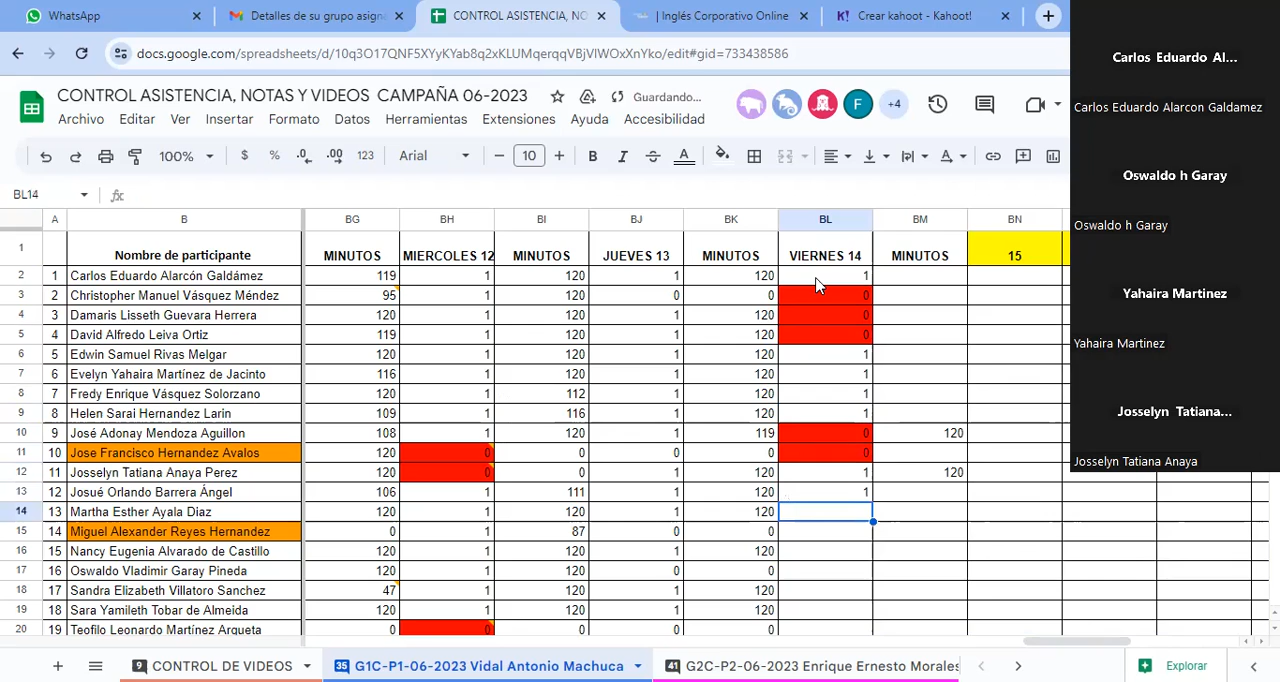 WhatsApp
Detalles de su grupo asigna
CONTROL ASISTENCIA, NO
| Inglés Corporativo Online
K! Crear kahoot - Kahoot!
CONTROL ASISTENCIA, NOTAS Y VIDEOS CAMPAÑA 06-2023 Guardando...
Archivo Editar Ver Insertar Formato Datos Herramientas Extensiones Ayuda Accesibilidad
F +4
100% $ % .0 .00 123 Arial 10 B I A
BL14 fx
A B BG BH BI BJ BK BL BM BN
1 Nombre de participante MINUTOS MIERCOLES 12 MINUTOS JUEVES 13 MINUTOS VIERNES 14 MINUTOS 15
2 1 Carlos Eduardo Alarcón Galdámez 119 1 120 1 120 1
3 2 Christopher Manuel Vásquez Méndez 95 1 120 0 0 0
4 3 Damaris Lisseth Guevara Herrera 120 1 120 1 120 0
5 4 David Alfredo Leiva Ortiz 119 1 120 1 120 0
6 5 Edwin Samuel Rivas Melgar 120 1 120 1 120 1
7 6 Evelyn Yahaira Martínez de Jacinto 116 1 120 1 120 1
8 7 Fredy Enrique Vásquez Solorzano 120 1 112 1 120 1
9 8 Helen Sarai Hernandez Larin 109 1 116 1 120 1
10 9 José Adonay Mendoza Aguillon 108 1 120 1 119 0 120
11 10 Jose Francisco Hernandez Avalos 120 0 0 0 0 0
12 11 Josselyn Tatiana Anaya Perez 120 0 0 1 120 1 120
13 12 Josué Orlando Barrera Ángel 106 1 111 1 120 1
14 13 Martha Esther Ayala Diaz 120 1 120 1 120
15 14 Miguel Alexander Reyes Hernandez 0 1 87 0 0
16 15 Nancy Eugenia Alvarado de Castillo 120 1 120 1 120
17 16 Oswaldo Vladimir Garay Pineda 120 1 120 0 0
18 17 Sandra Elizabeth Villatoro Sanchez 47 1 120 1 120
19 18 Sara Yamileth Tobar de Almeida 120 1 120 1 120
20 19 Teofilo Leonardo Martínez Argueta 0 0 0 1 0
9 CONTROL DE VIDEOS 35 G1C-P1-06-2023 Vidal Antonio Machuca 41 G2C-P2-06-2023 Enrique Ernesto Morales Explorar
Carlos Eduardo Al...
Carlos Eduardo Alarcon Galdamez
Oswaldo h Garay
Oswaldo h Garay
Yahaira Martinez
Yahaira Martinez
Josselyn Tatiana...
Josselyn Tatiana Anaya